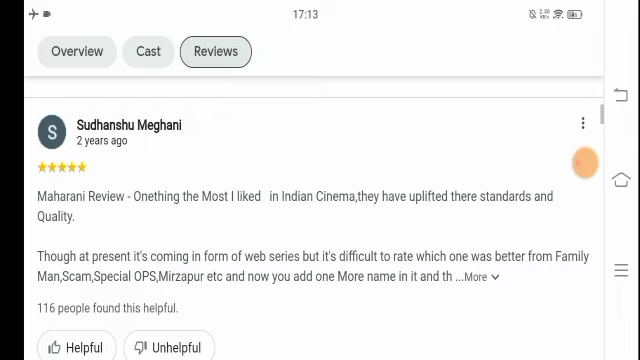 17:13
2.30 KB/s
Overview Cast Reviews
S Sudhanshu Meghani
2 years ago
Maharani Review - Onething the Most I liked in Indian Cinema,they have uplifted there standards and
Quality.
Though at present it's coming in form of web series but it's difficult to rate which one was better from Family
Man,Scam,Special OPS,Mirzapur etc and now you add one More name in it and th ...More
116 people found this helpful.
Helpful Unhelpful